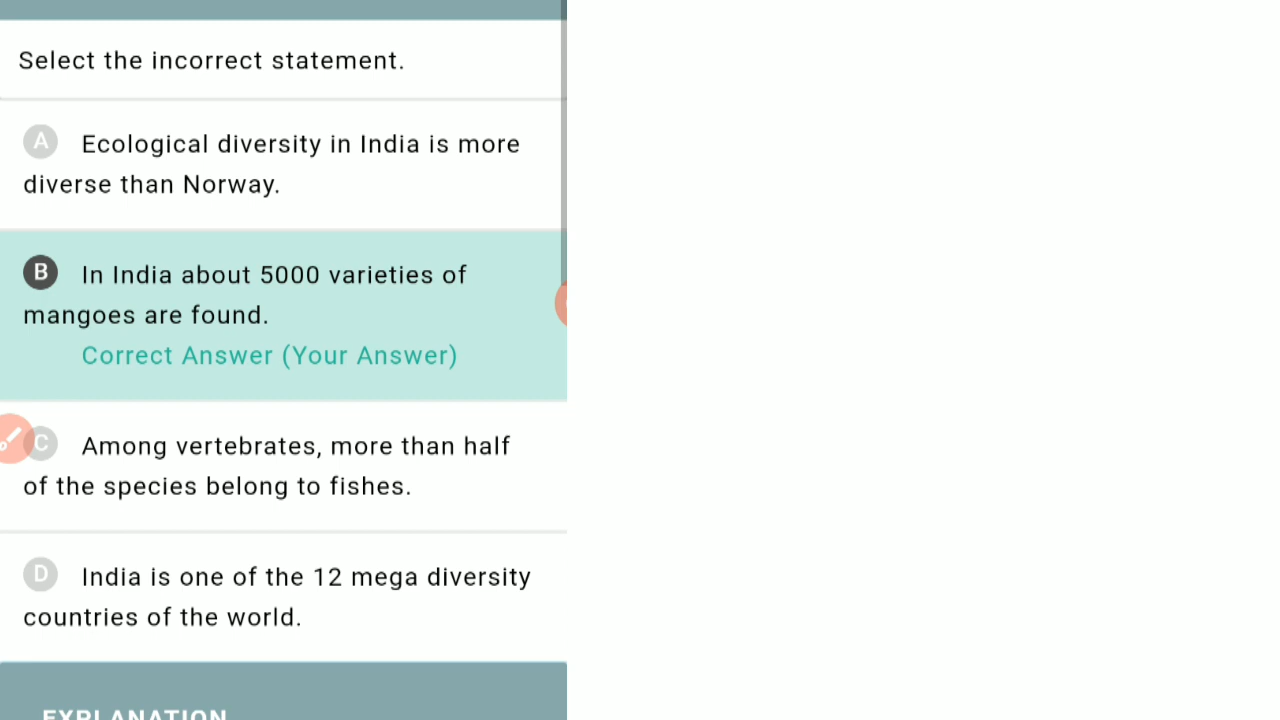 Select the incorrect statement.
A Ecological diversity in India is more
diverse than Norway.
B In India about 5000 varieties of
mangoes are found.
Correct Answer (Your Answer)
C Among vertebrates, more than half
of the species belong to fishes.
D India is one of the 12 mega diversity
countries of the world.
EXPLANATION